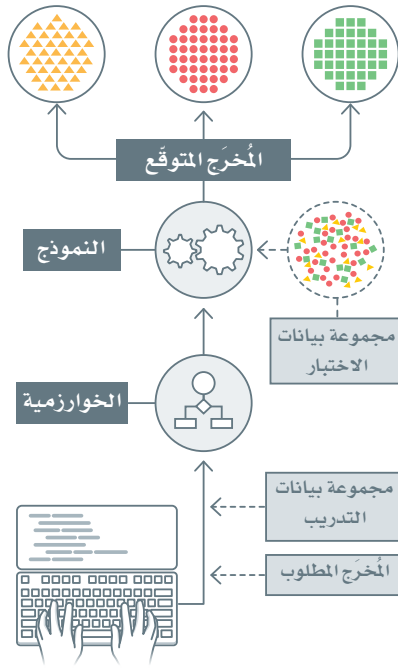 المُخرَج المتوقّع
النموذج
مجموعة بيانات
الاختبار
الخوارزمية
مجموعة بيانات
التدريب
المُخرَج المطلوب